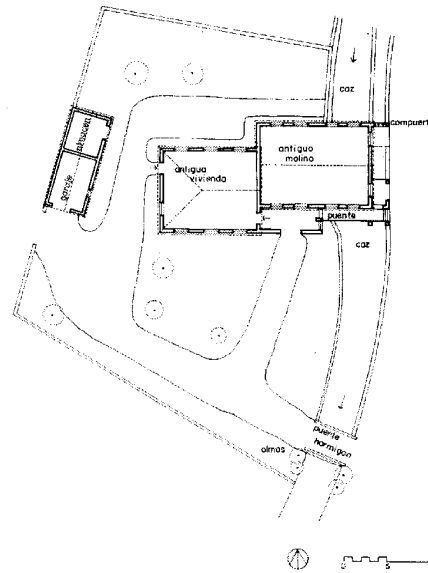 caz
compuert
antiguo
molino
almacen
antigua
vivienda
garaje
puente
caz
puente
hormigon
olmos
0 5